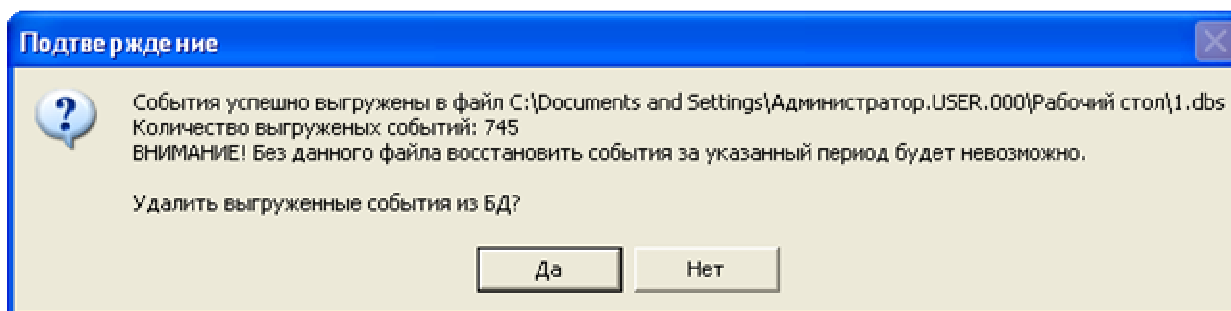 Подтверждение
События успешно выгружены в файл C:\Documents and Settings\Администратор.USER.000\Рабочий стол\1.dbs
Количество выгруженых событий: 745
ВНИМАНИЕ! Без данного файла восстановить события за указанный период будет невозможно.
Удалить выгруженные события из БД?
Да
Нет